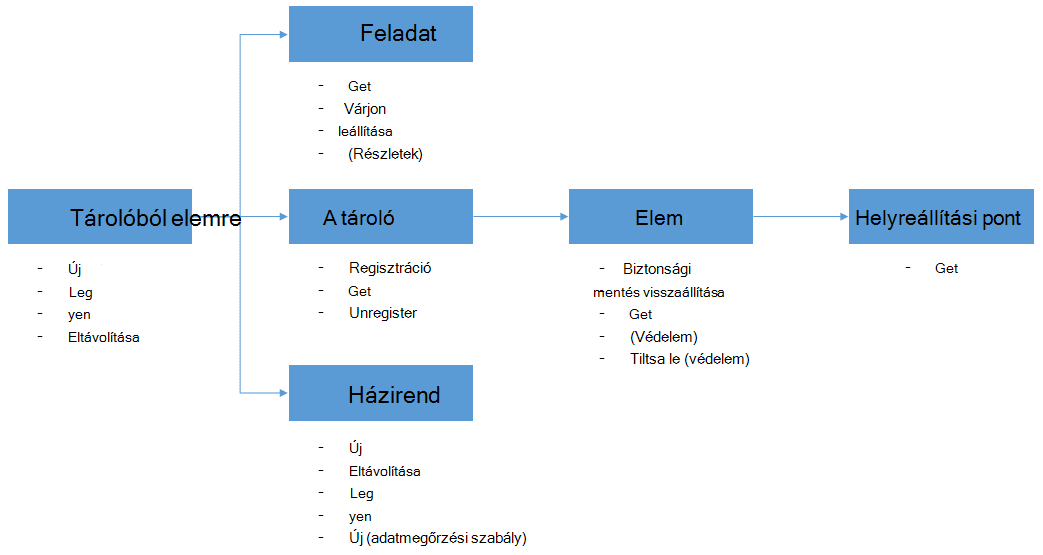 Feladat
- Get
- Várjon
- leállítása
- (Részletek)
Tárolóból elemre
- Új
- Leg
- yen
- Eltávolítása
A tároló
- Regisztráció
- Get
- Unregister
Elem
- Biztonsági
- mentés visszaállítása
- Get
- (Védelem)
- Tiltsa le (védelem)
Helyreállítási pont
- Get
Házirend
- Új
- Eltávolítása
- Leg
- yen
- Új (adatmegőrzési szabály)